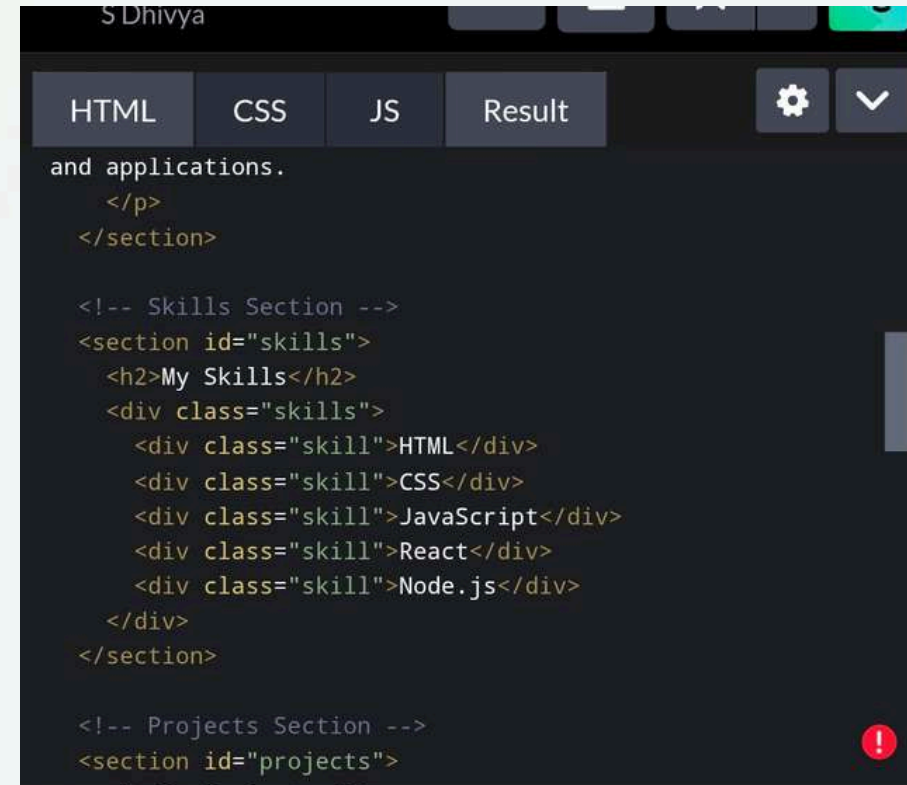 S Dhivya
HTML CSS JS Result
and applications.
</p>
</section>
<!-- Skills Section -->
<section id="skills">
<h2>My Skills</h2>
<div class="skills">
<div class="skill">HTML</div>
<div class="skill">CSS</div>
<div class="skill">JavaScript</div>
<div class="skill">React</div>
<div class="skill">Node.js</div>
</div>
</section>
<!-- Projects Section -->
<section id="projects">